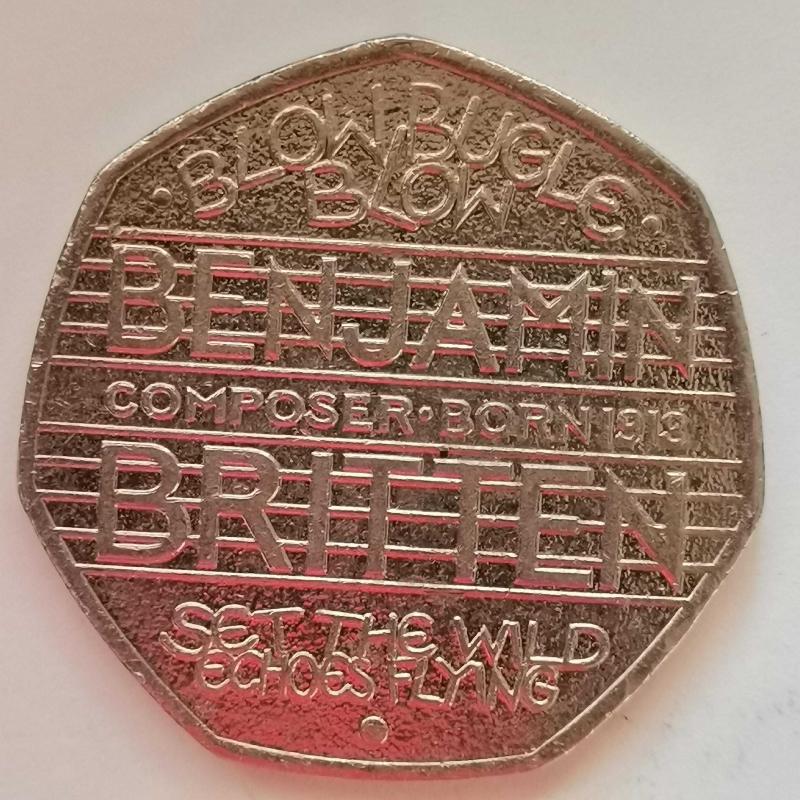 BLOW BUGLE
BLOW
BENJAMIN
COMPOSER · BORN 1913
BRITTEN
SET THE WILD
ECHOES FLYING